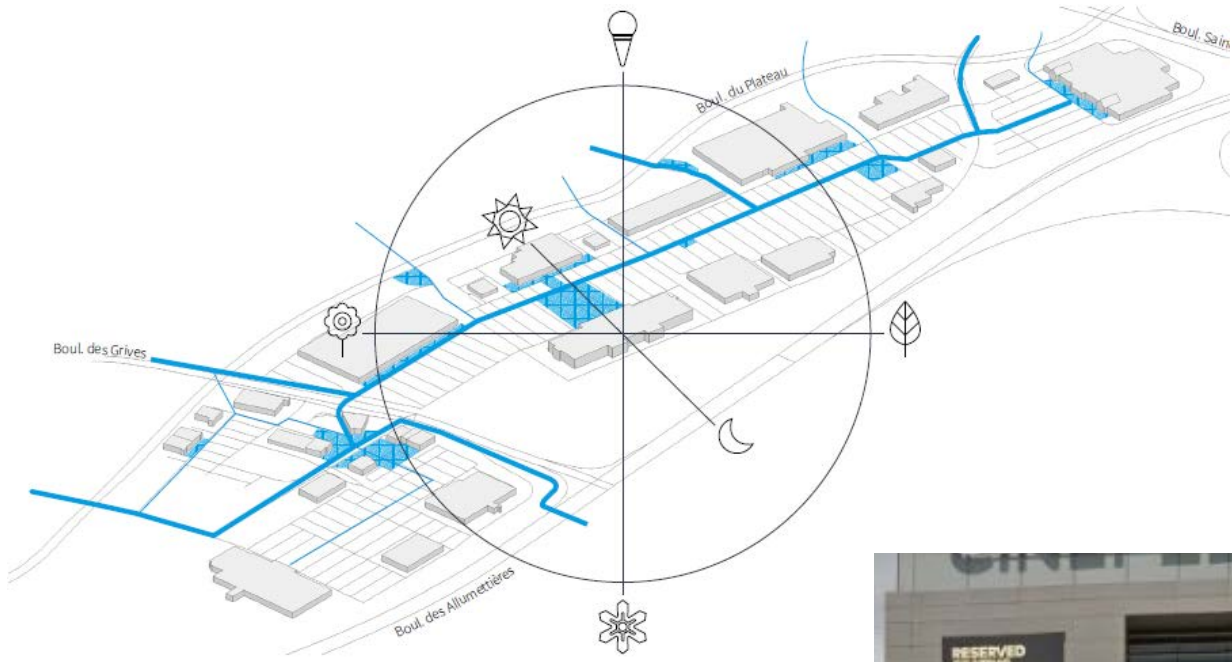 Boul. du Plateau
Boul. des Grives
Boul. des Allumettières
RESERVED